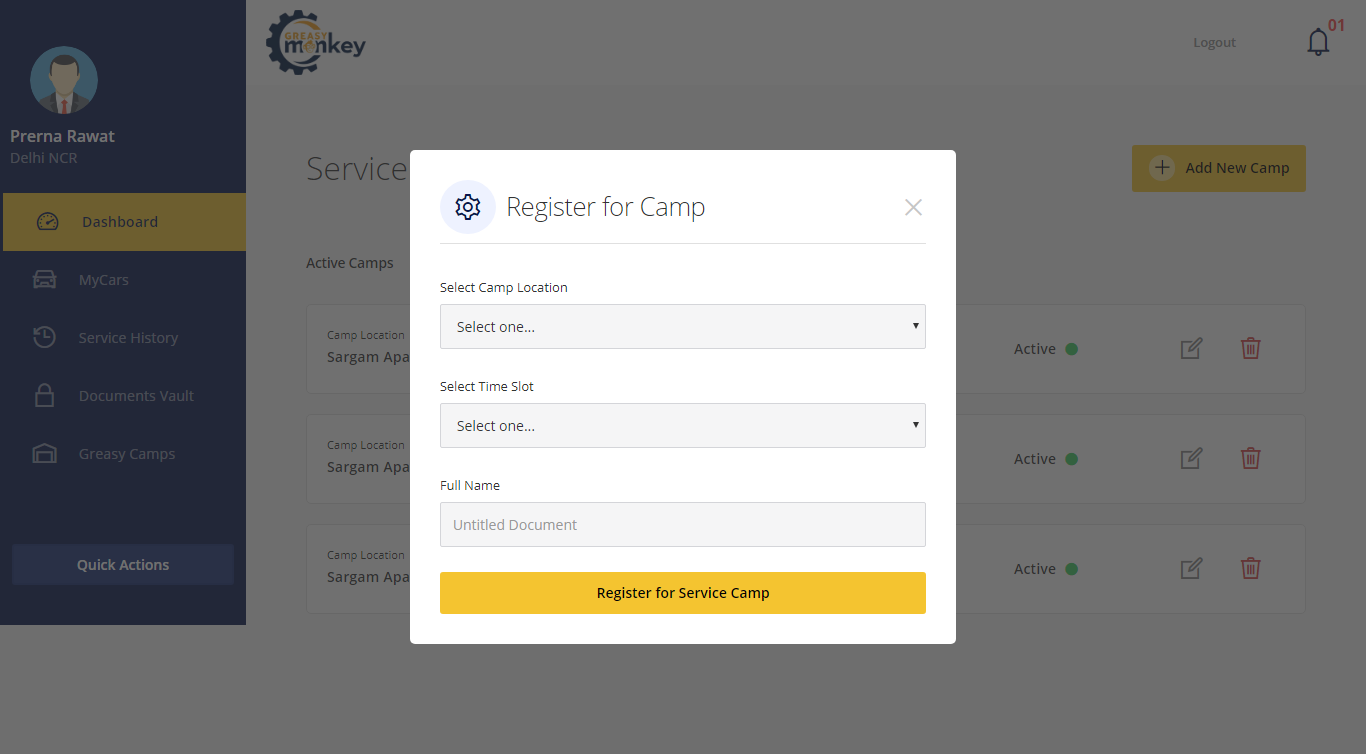 GREASY
monkey
Logout
01
Prerna Rawat
Delhi NCR
Dashboard
MyCars
Service History
Documents Vault
Greasy Camps
Quick Actions
Service
Add New Camp
Active Camps
Camp Location
Sargam Apa
Active
Camp Location
Sargam Apa
Active
Camp Location
Sargam Apa
Active
Register for Camp
Select Camp Location
Select one...
Select Time Slot
Select one...
Full Name
Untitled Document
Register for Service Camp